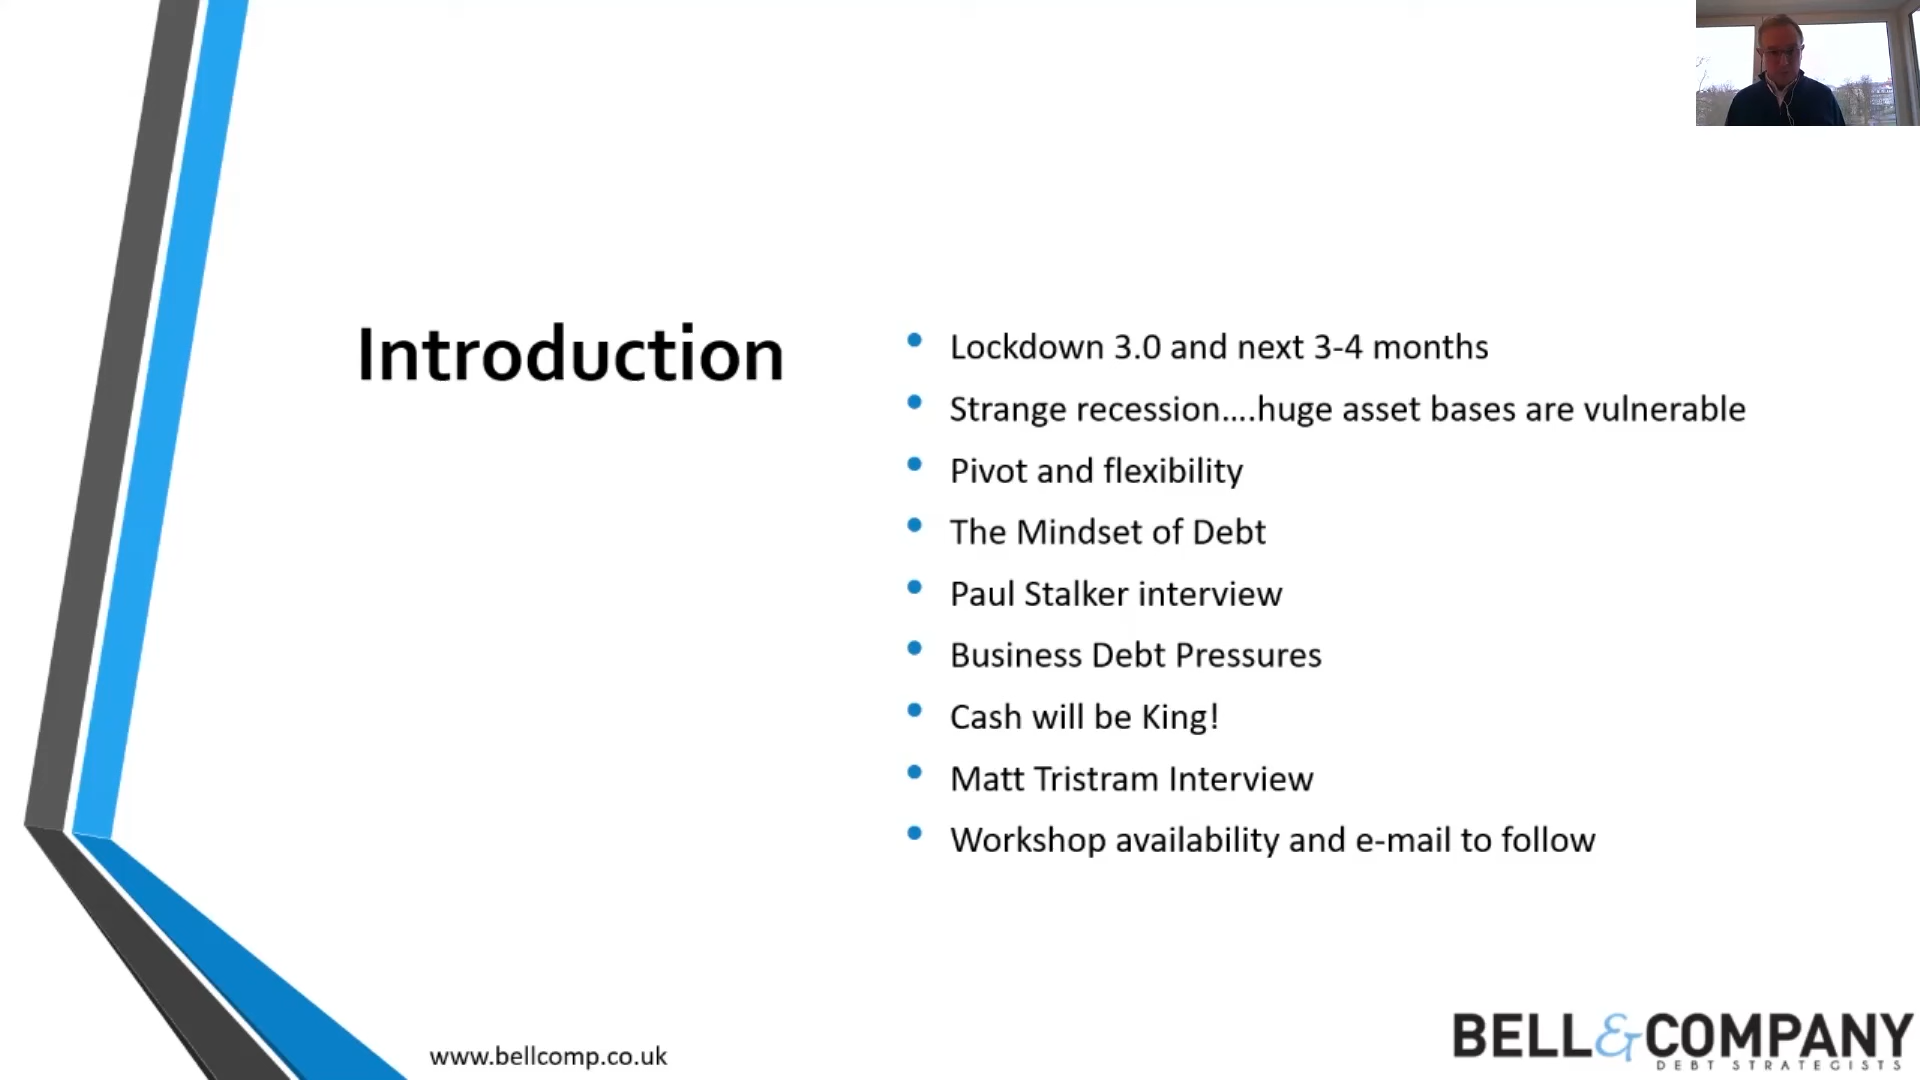 Introduction
Lockdown 3.0 and next 3-4 months
Strange recession....huge asset bases are vulnerable
Pivot and flexibility
The Mindset of Debt
Paul Stalker interview
Business Debt Pressures
Cash will be King!
Matt Tristram Interview
Workshop availability and e-mail to follow
www.bellcomp.co.uk
BELL&COMPANY
DEBT STRATEGISTS